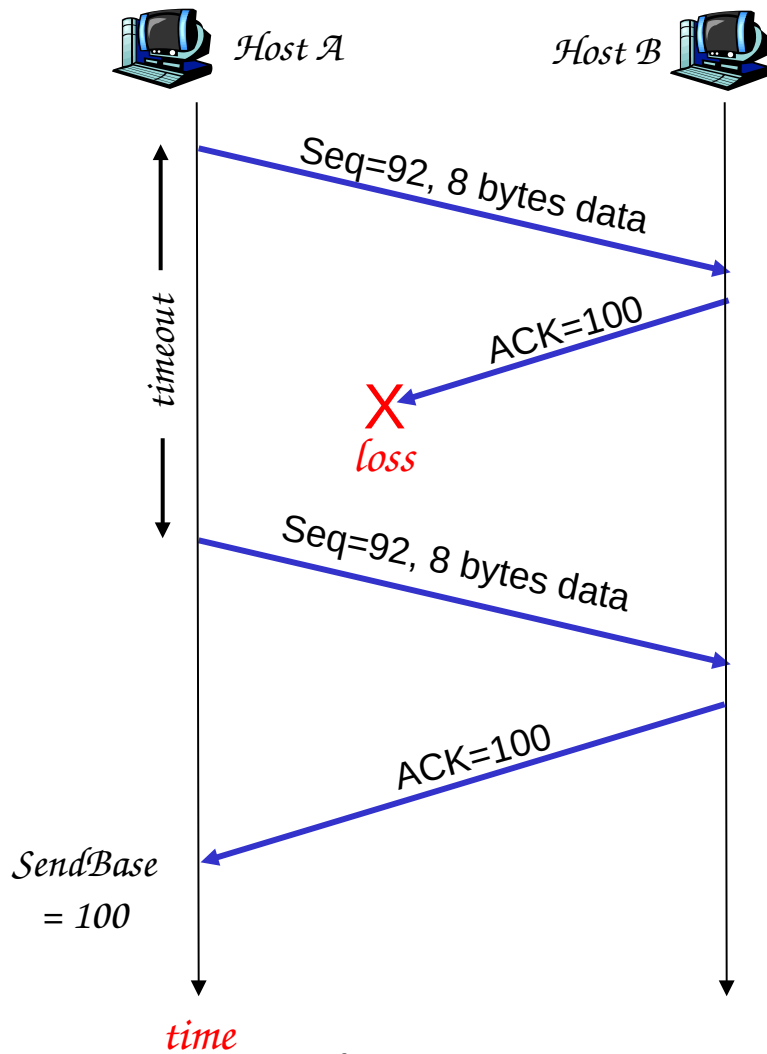 Host A
Host B
Seq=92, 8 bytes data
timeout
ACK=100
X
loss
Seq=92, 8 bytes data
ACK=100
SendBase
= 100
time